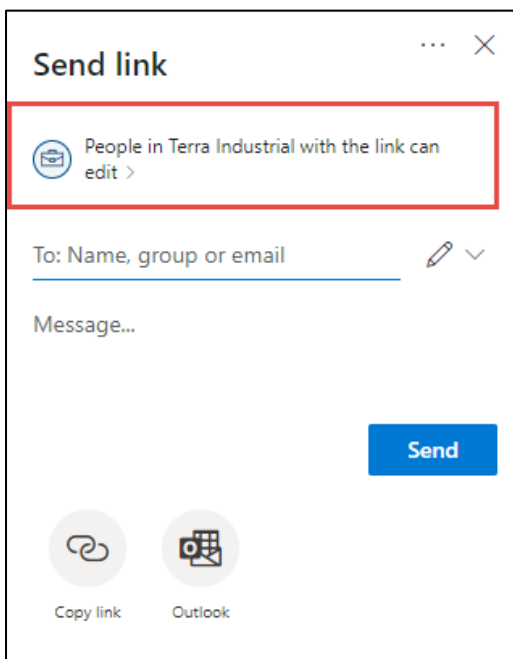 Send link
People in Terra Industrial with the link can
edit >
To: Name, group or email
Message...
Send
Copy link
Outlook